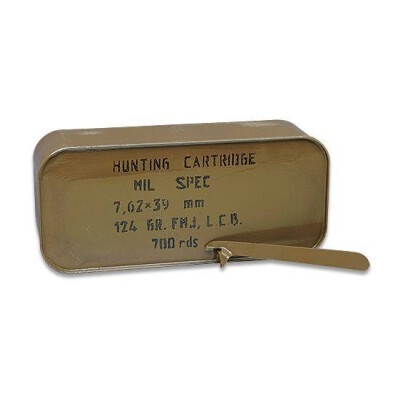 HUNTING CARTRIDGE
MIL SPEC
7,62×39 mm
124 GR. FMJ, L.C.B.
700 rds